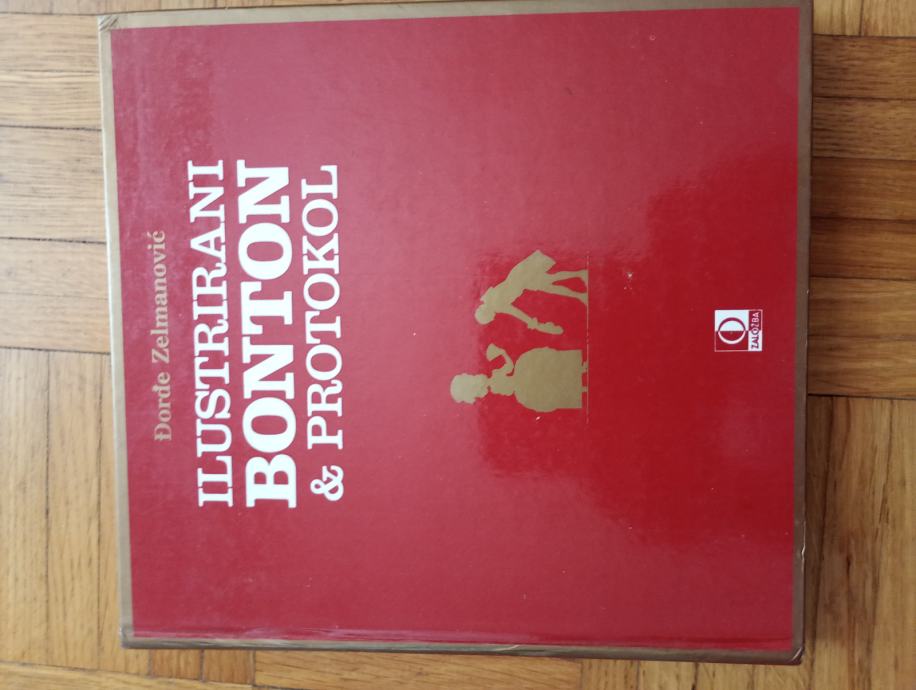 Đorđe Zelmanović
ILUSTRIRANI
BONTON
& PROTOKOL
ZALOŽBA